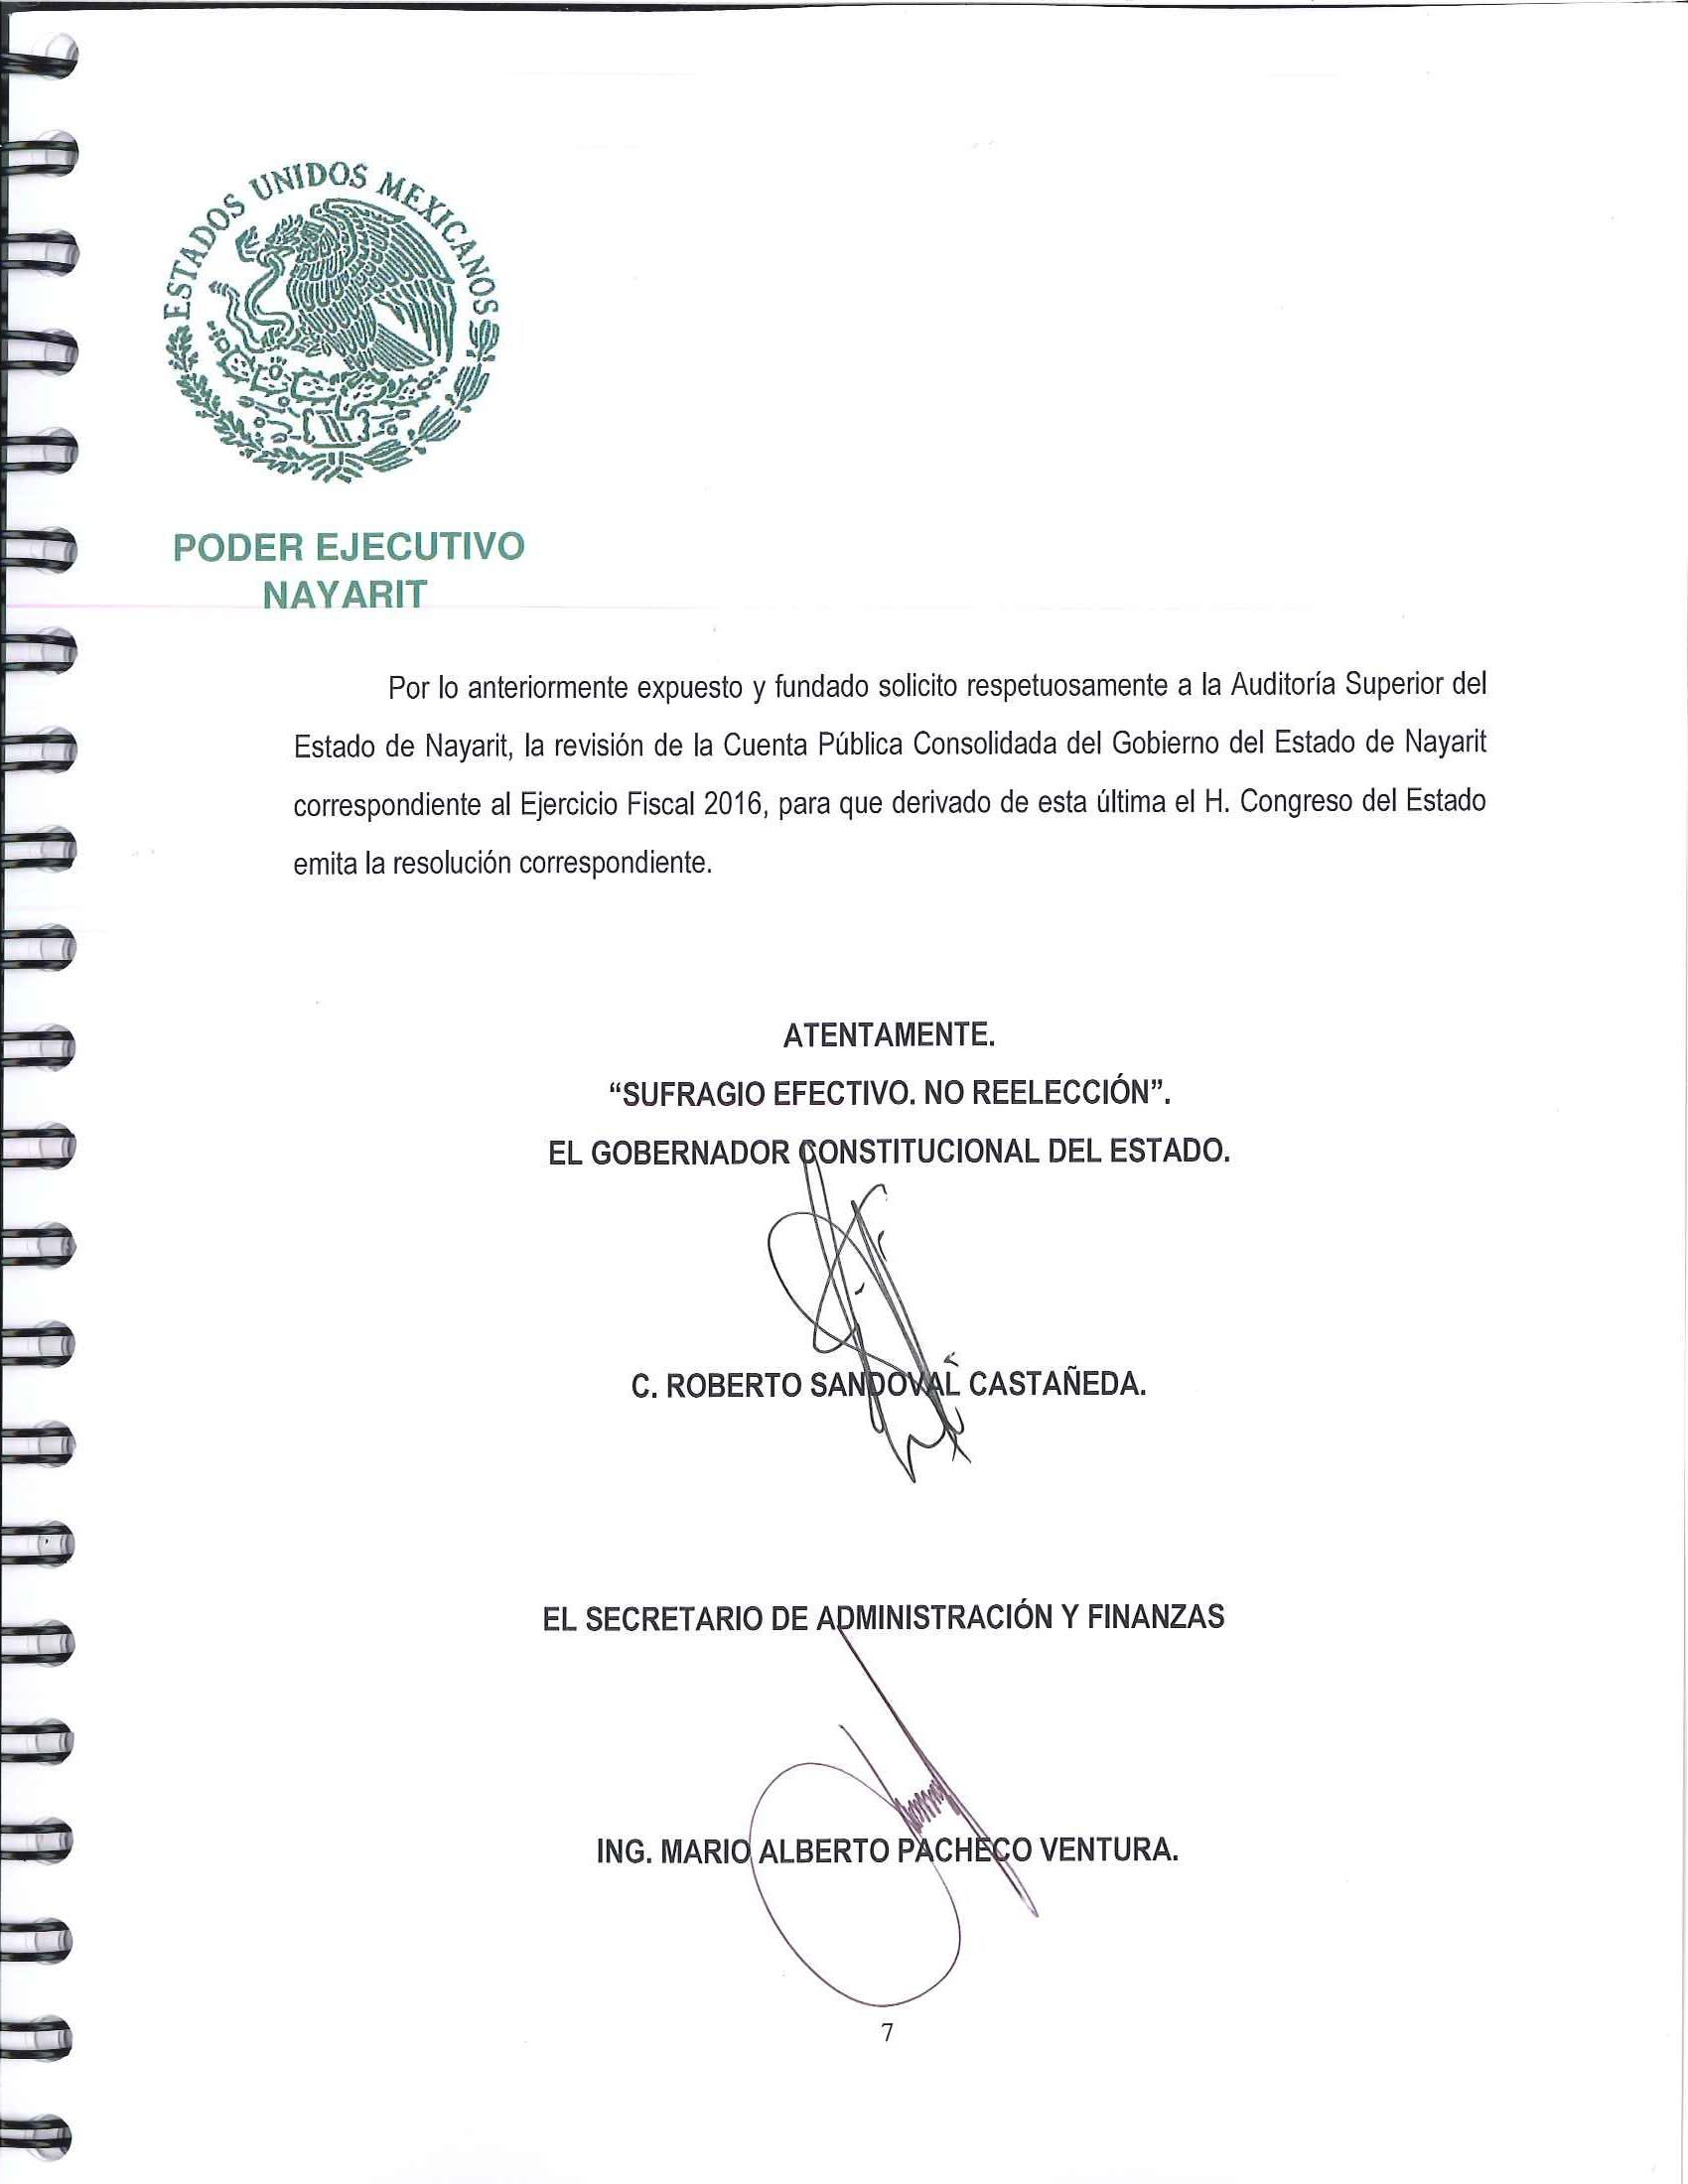 ESTADOS UNIDOS MEXICANOS
PODER EJECUTIVO
NAYARIT
Por lo anteriormente expuesto y fundado solicito respetuosamente a la Auditoría Superior del
Estado de Nayarit, la revisión de la Cuenta Pública Consolidada del Gobierno del Estado de Nayarit
correspondiente al Ejercicio Fiscal 2016, para que derivado de esta última el H. Congreso del Estado
emita la resolución correspondiente.
ATENTAMENTE.
“SUFRAGIO EFECTIVO. NO REELECCIÓN”.
EL GOBERNADOR CONSTITUCIONAL DEL ESTADO.
C. ROBERTO SANDOVAL CASTAÑEDA.
EL SECRETARIO DE ADMINISTRACIÓN Y FINANZAS
ING. MARIO ALBERTO PACHECO VENTURA.
7